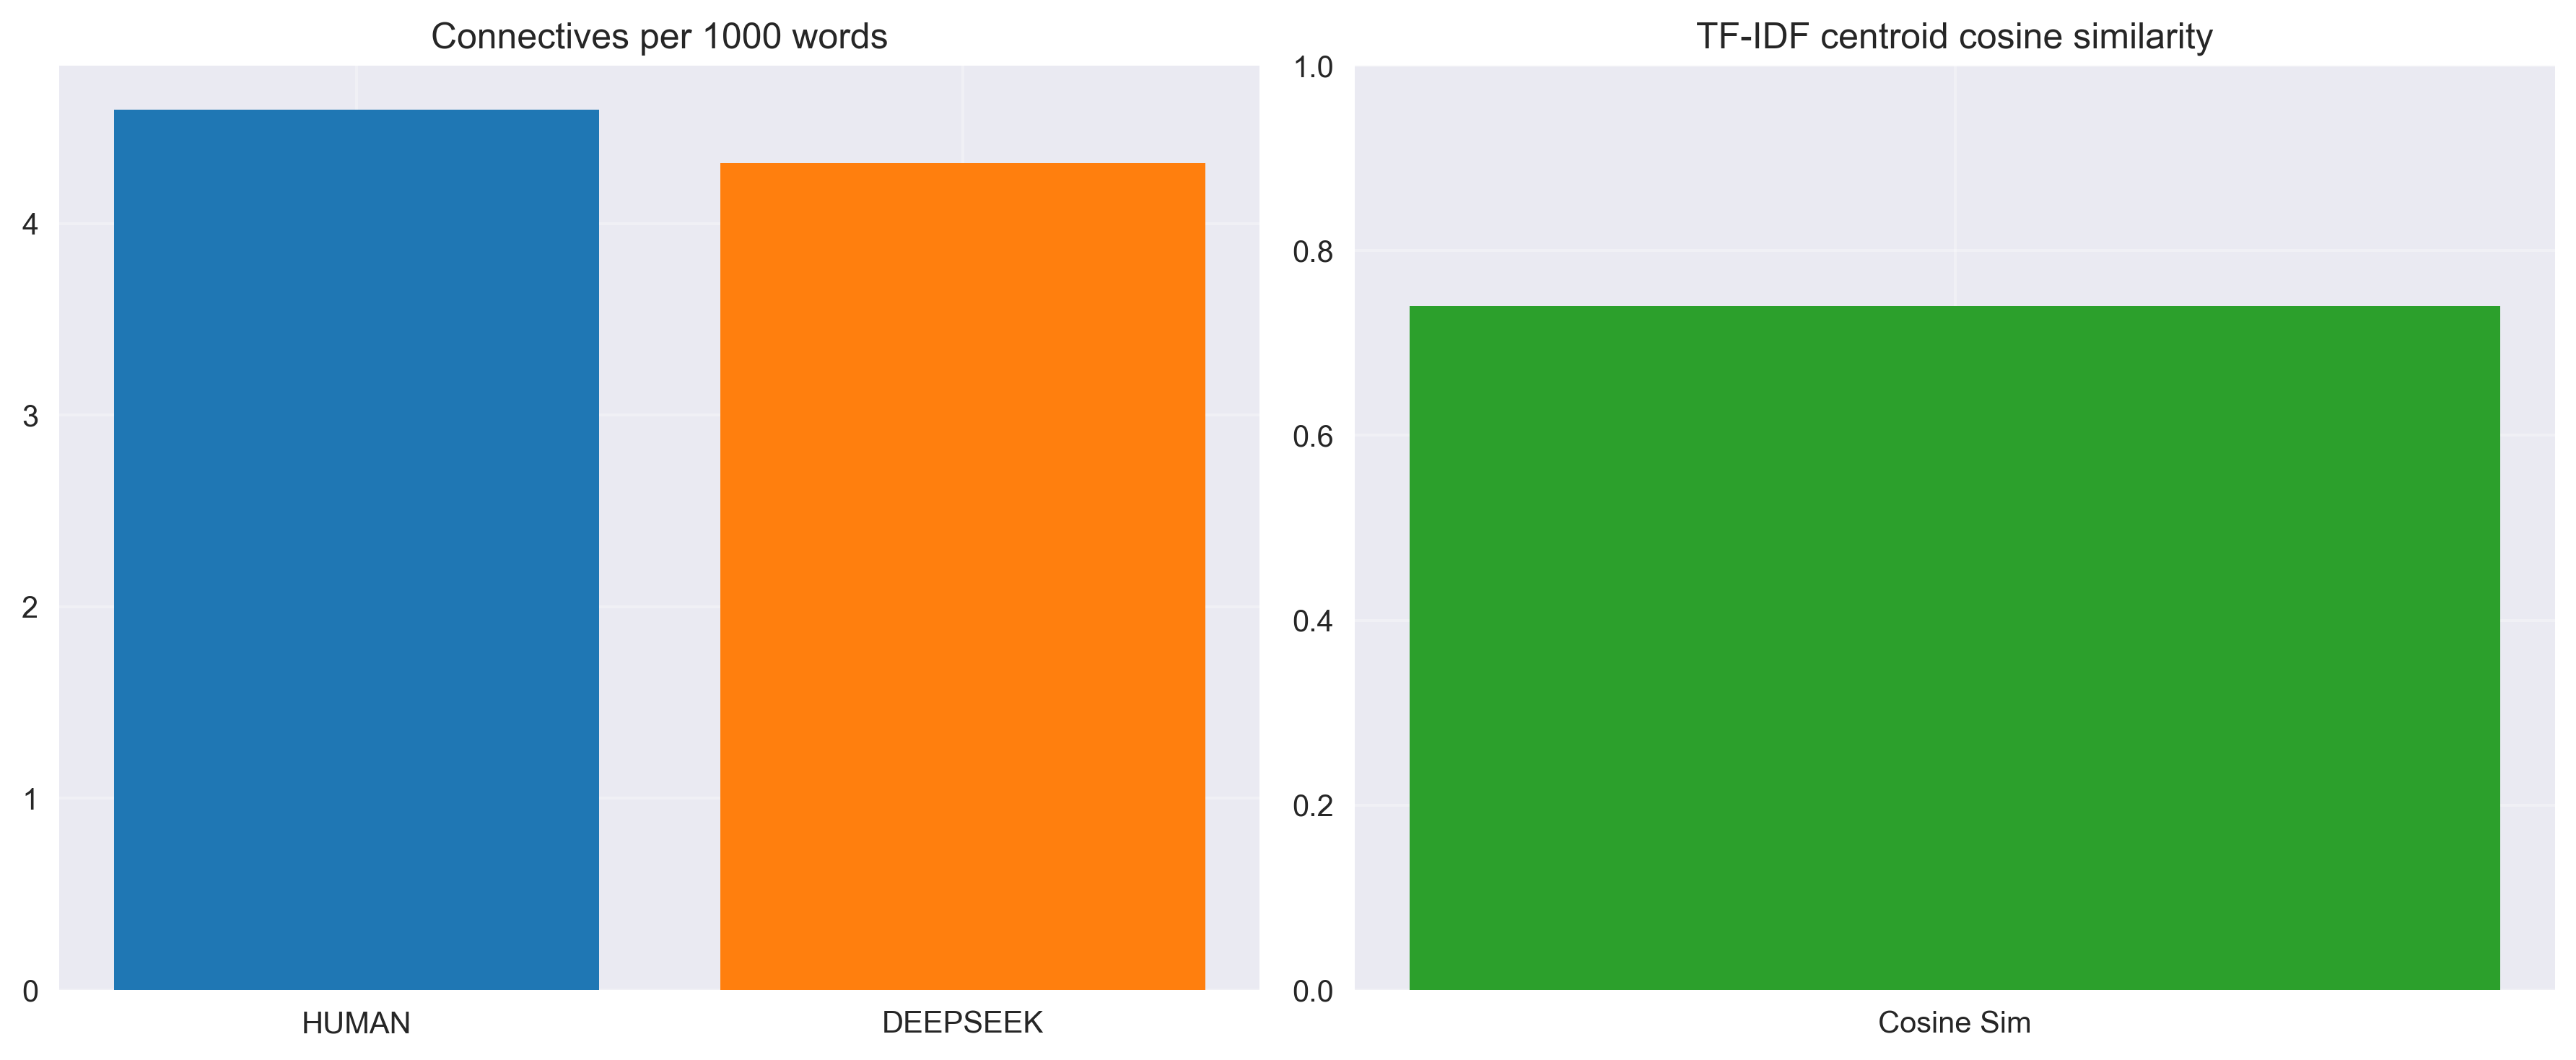 Connectives per 1000 words
4
3
2
1
0
HUMAN DEEPSEEK
TF-IDF centroid cosine similarity
1.0
0.8
0.6
0.4
0.2
0.0
Cosine Sim